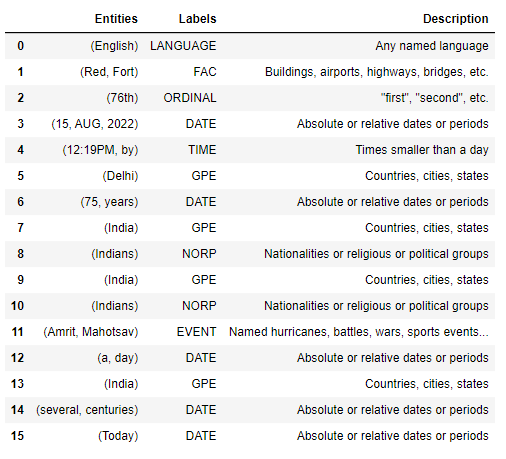 Entities Labels Description
0 (English) LANGUAGE Any named language
1 (Red, Fort) FAC Buildings, airports, highways, bridges, etc.
2 (76th) ORDINAL "first", "second", etc.
3 (15, AUG, 2022) DATE Absolute or relative dates or periods
4 (12:19PM, by) TIME Times smaller than a day
5 (Delhi) GPE Countries, cities, states
6 (75, years) DATE Absolute or relative dates or periods
7 (India) GPE Countries, cities, states
8 (Indians) NORP Nationalities or religious or political groups
9 (India) GPE Countries, cities, states
10 (Indians) NORP Nationalities or religious or political groups
11 (Amrit, Mahotsav) EVENT Named hurricanes, battles, wars, sports events...
12 (a, day) DATE Absolute or relative dates or periods
13 (India) GPE Countries, cities, states
14 (several, centuries) DATE Absolute or relative dates or periods
15 (Today) DATE Absolute or relative dates or periods